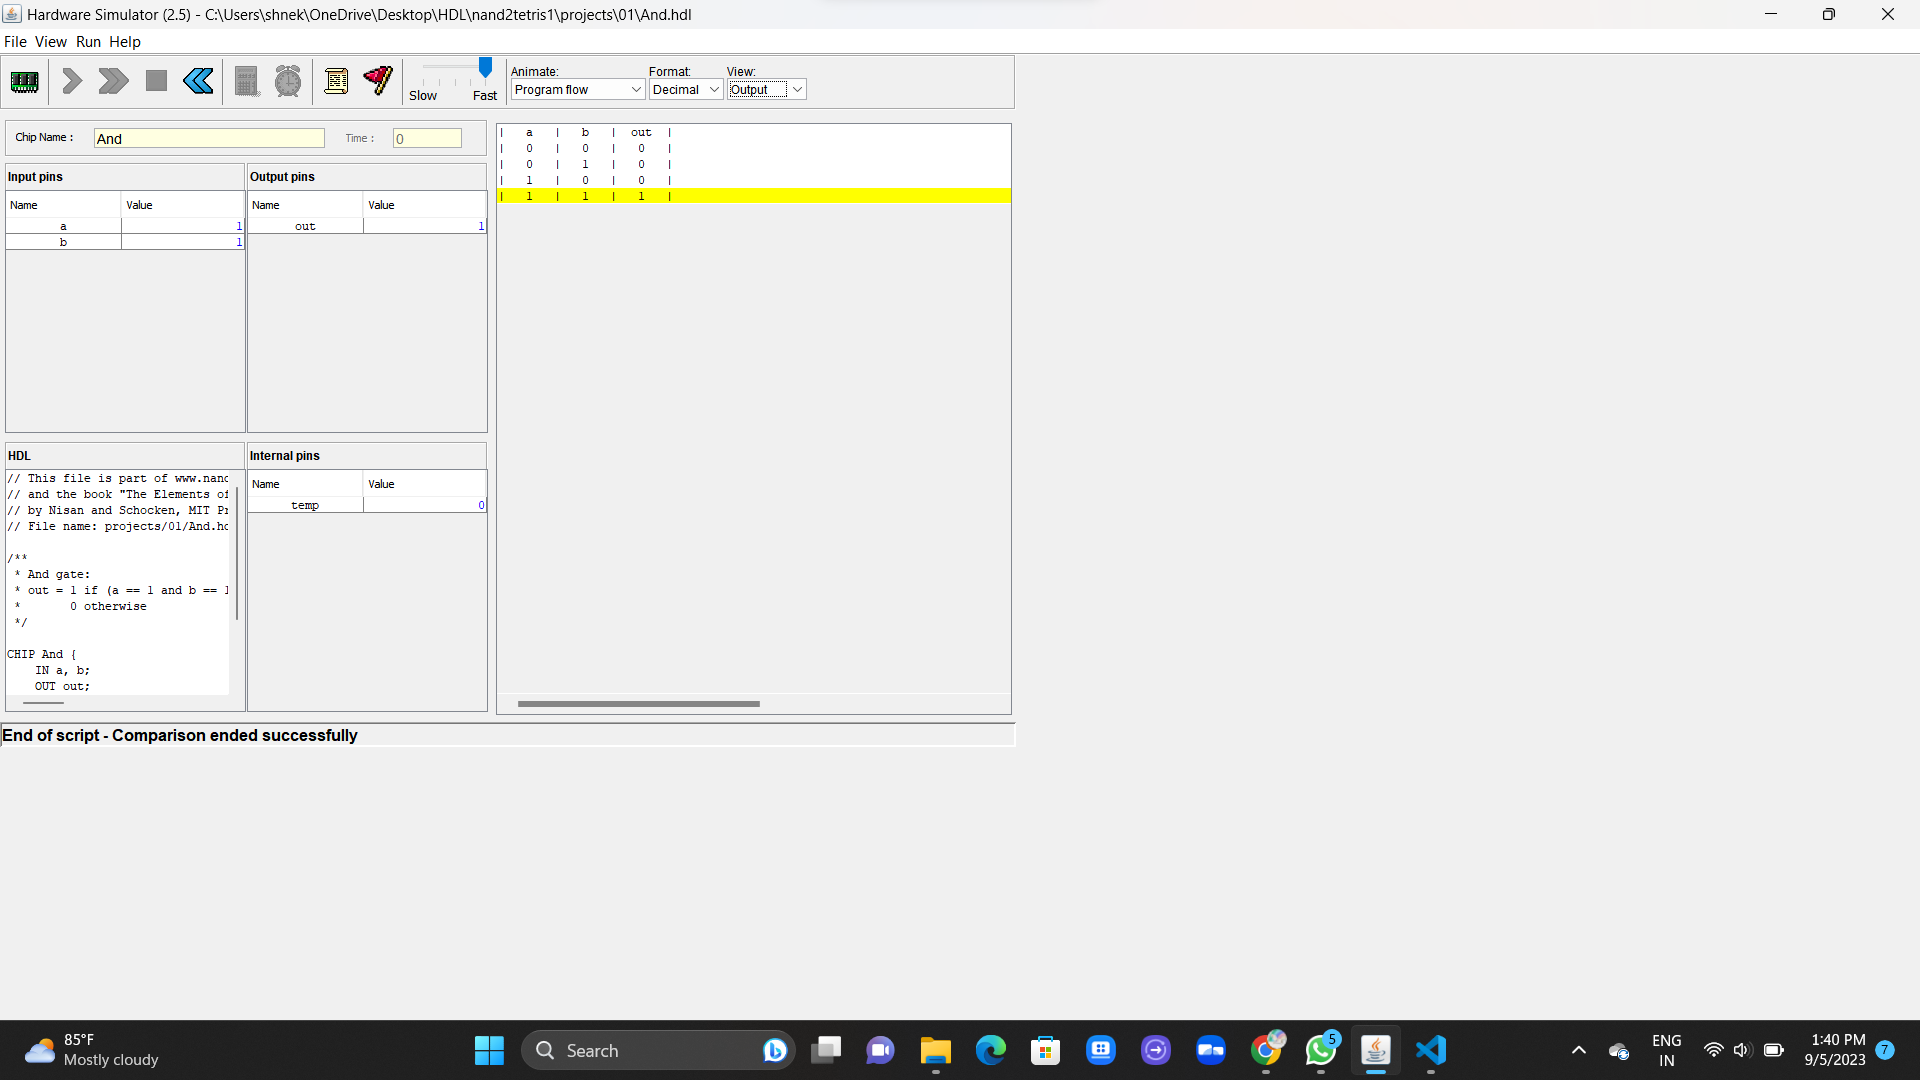 Hardware Simulator (2.5) - C:\Users\shnek\OneDrive\Desktop\HDL\nand2tetris1\projects\01\And.hdl
File View Run Help
Slow Fast
Animate: Format: View:
Program flow Decimal Output
Chip Name : And Time : 0
Input pins
Name Value
a 1
b 1
Output pins
Name Value
out 1
| a | b | out |
| 0 | 0 | 0 |
| 0 | 1 | 0 |
| 1 | 0 | 0 |
| 1 | 1 | 1 |
HDL
// This file is part of www.nand
// and the book "The Elements of
// by Nisan and Schocken, MIT Pr
// File name: projects/01/And.hd
/**
* And gate:
* out = 1 if (a == 1 and b == 1
* 0 otherwise
*/
CHIP And {
IN a, b;
OUT out;
Internal pins
Name Value
temp 0
End of script - Comparison ended successfully
85°F
Mostly cloudy
Search
5
ENG
IN
1:40 PM
9/5/2023
7